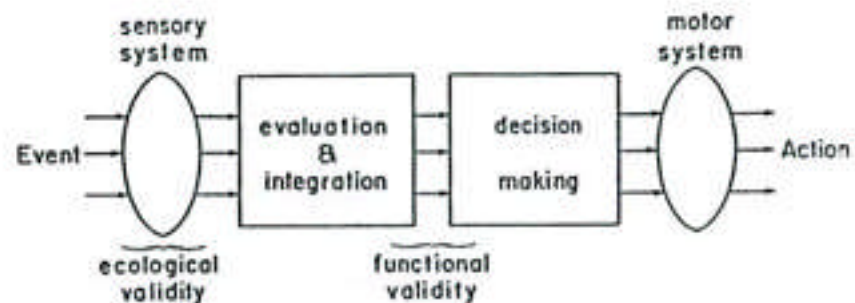 sensory
system
motor
system
Event
evaluation
&
integration
decision
making
Action
ecological
validity
functional
validity